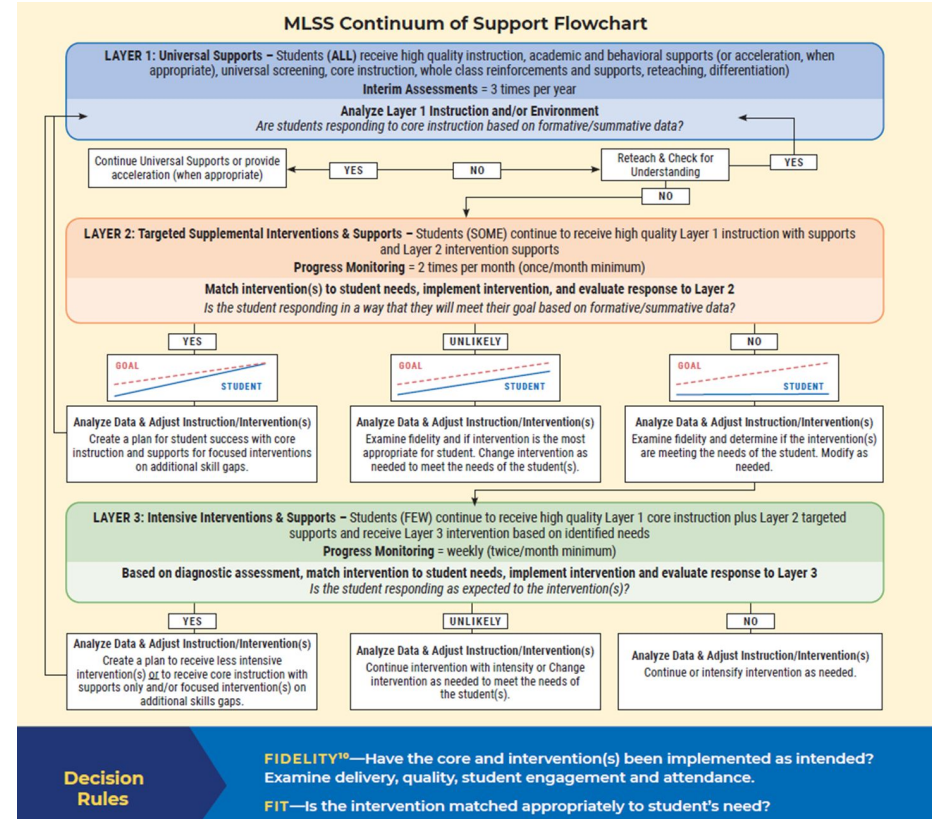 MLSS Continuum of Support Flowchart
LAYER 1: Universal Supports – Students (ALL) receive high quality instruction, academic and behavioral supports (or acceleration, when
appropriate), universal screening, core instruction, whole class reinforcements and supports, reteaching, differentiation)
Interim Assessments = 3 times per year
Analyze Layer 1 Instruction and/or Environment
Are students responding to core instruction based on formative/summative data?
Continue Universal Supports or provide
acceleration (when appropriate)
YES
NO
Reteach & Check for
Understanding
YES
NO
LAYER 2: Targeted Supplemental Interventions & Supports – Students (SOME) continue to receive high quality Layer 1 instruction with supports
and Layer 2 intervention supports
Progress Monitoring = 2 times per month (once/month minimum)
Match intervention(s) to student needs, implement intervention, and evaluate response to Layer 2
Is the student responding in a way that they will meet their goal based on formative/summative data?
YES
GOAL
STUDENT
Analyze Data & Adjust Instruction/Intervention(s)
Create a plan for student success with core
instruction and supports for focused interventions
on additional skill gaps.
UNLIKELY
GOAL
STUDENT
Analyze Data & Adjust Instruction/Intervention(s)
Examine fidelity and if intervention is the most
appropriate for student. Change intervention as
needed to meet the needs of the student(s).
NO
GOAL
STUDENT
Analyze Data & Adjust Instruction/Intervention(s)
Examine fidelity and determine if the intervention(s)
are meeting the needs of the student. Modify as
needed.
LAYER 3: Intensive Interventions & Supports – Students (FEW) continue to receive high quality Layer 1 core instruction plus Layer 2 targeted
supports and receive Layer 3 intervention based on identified needs
Progress Monitoring = weekly (twice/month minimum)
Based on diagnostic assessment, match intervention to student needs, implement intervention and evaluate response to Layer 3
Is the student responding as expected to the intervention(s)?
YES
Analyze Data & Adjust Instruction/Intervention(s)
Create a plan to receive less intensive
intervention(s) or to receive core instruction with
supports only and/or focused intervention(s) on
additional skills gaps.
UNLIKELY
Analyze Data & Adjust Instruction/Intervention(s)
Continue intervention with intensity or Change
intervention as needed to meet the needs of
the student(s).
NO
Analyze Data & Adjust Instruction/Intervention(s)
Continue or intensify intervention as needed.
Decision
Rules
FIDELITY¹⁰—Have the core and intervention(s) been implemented as intended?
Examine delivery, quality, student engagement and attendance.
FIT—Is the intervention matched appropriately to student's need?